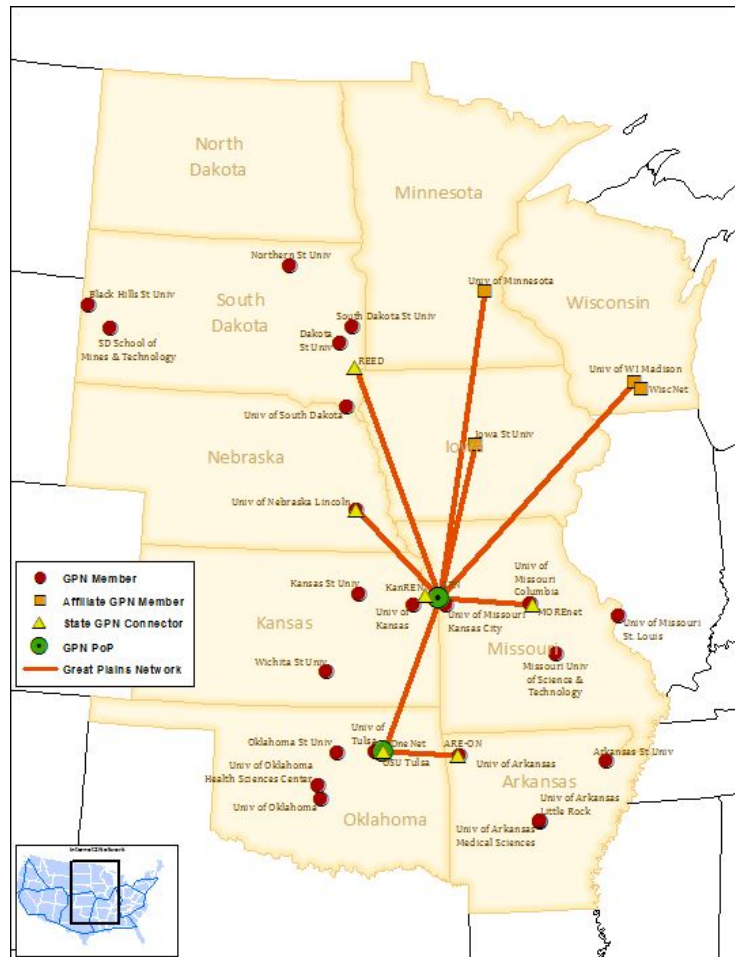 North
Dakota
Minnesota
Northern St Univ
Univ of Minnesota
Black Hills St Univ
South
Dakota
Wisconsin
South Dakota St Univ
SD School of
Mines & Technology
Dakota
St Univ
REED
Univ of WI Madison
WiscNet
Univ of South Dakota
Iowa St Univ
Nebraska
Univ of Nebraska Lincoln
GPN Member
Affiliate GPN Member
State GPN Connector
GPN PoP
Great Plains Network
Kansas St Univ
KanREN
Univ of
Kansas
Univ of Missouri
Kansas City
Univ of
Missouri
Columbia
MOREnet
Univ of Missouri
St. Louis
Kansas
Missouri
Wichita St Univ
Missouri Univ
of Science &
Technology
Univ of
Tulsa
OneNet
OSU Tulsa
ARE-ON
Oklahoma St Univ
Univ of Oklahoma
Health Sciences Center
Univ of Oklahoma
Oklahoma
Univ of Arkansas
Arkansas St Univ
Arkansas
Univ of Arkansas
Little Rock
Univ of Arkansas
Medical Sciences
Internet2 Network